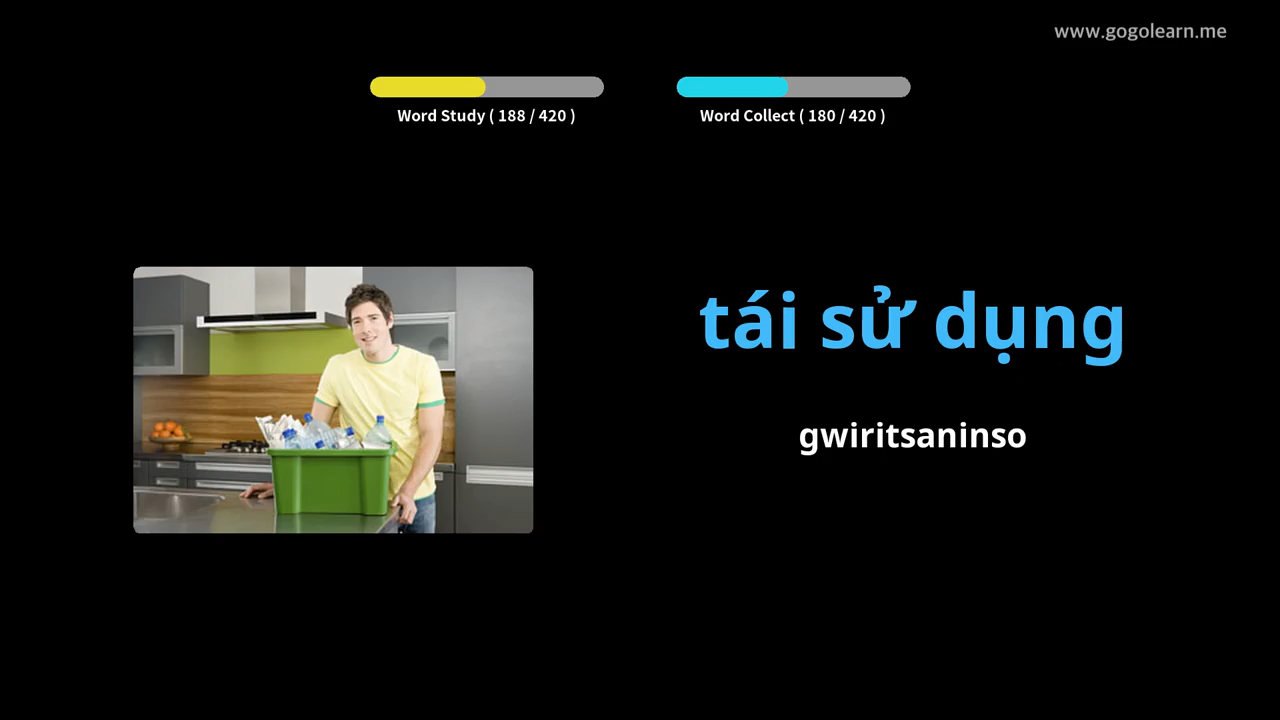 www.gogolearn.me
Word Study ( 188 / 420 )
Word Collect ( 180 / 420 )
tái sử dụng
gwiritsaninso